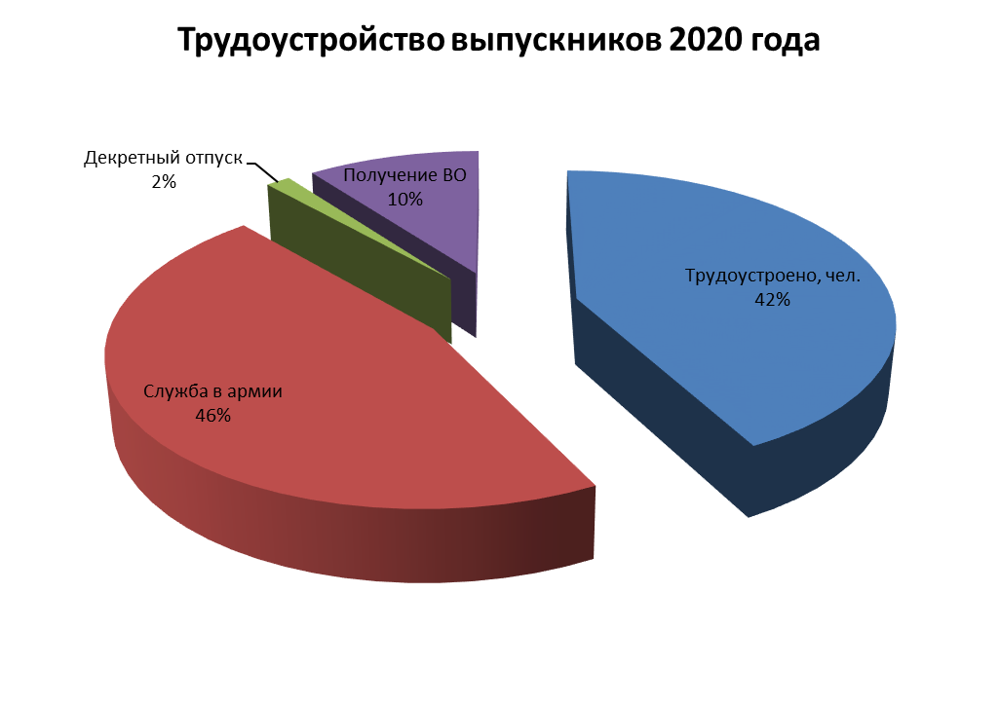 Трудоустройство выпускников 2020 года
Декретный отпуск
2%
Получение ВО
10%
Трудоустроено, чел.
42%
Служба в армии
46%